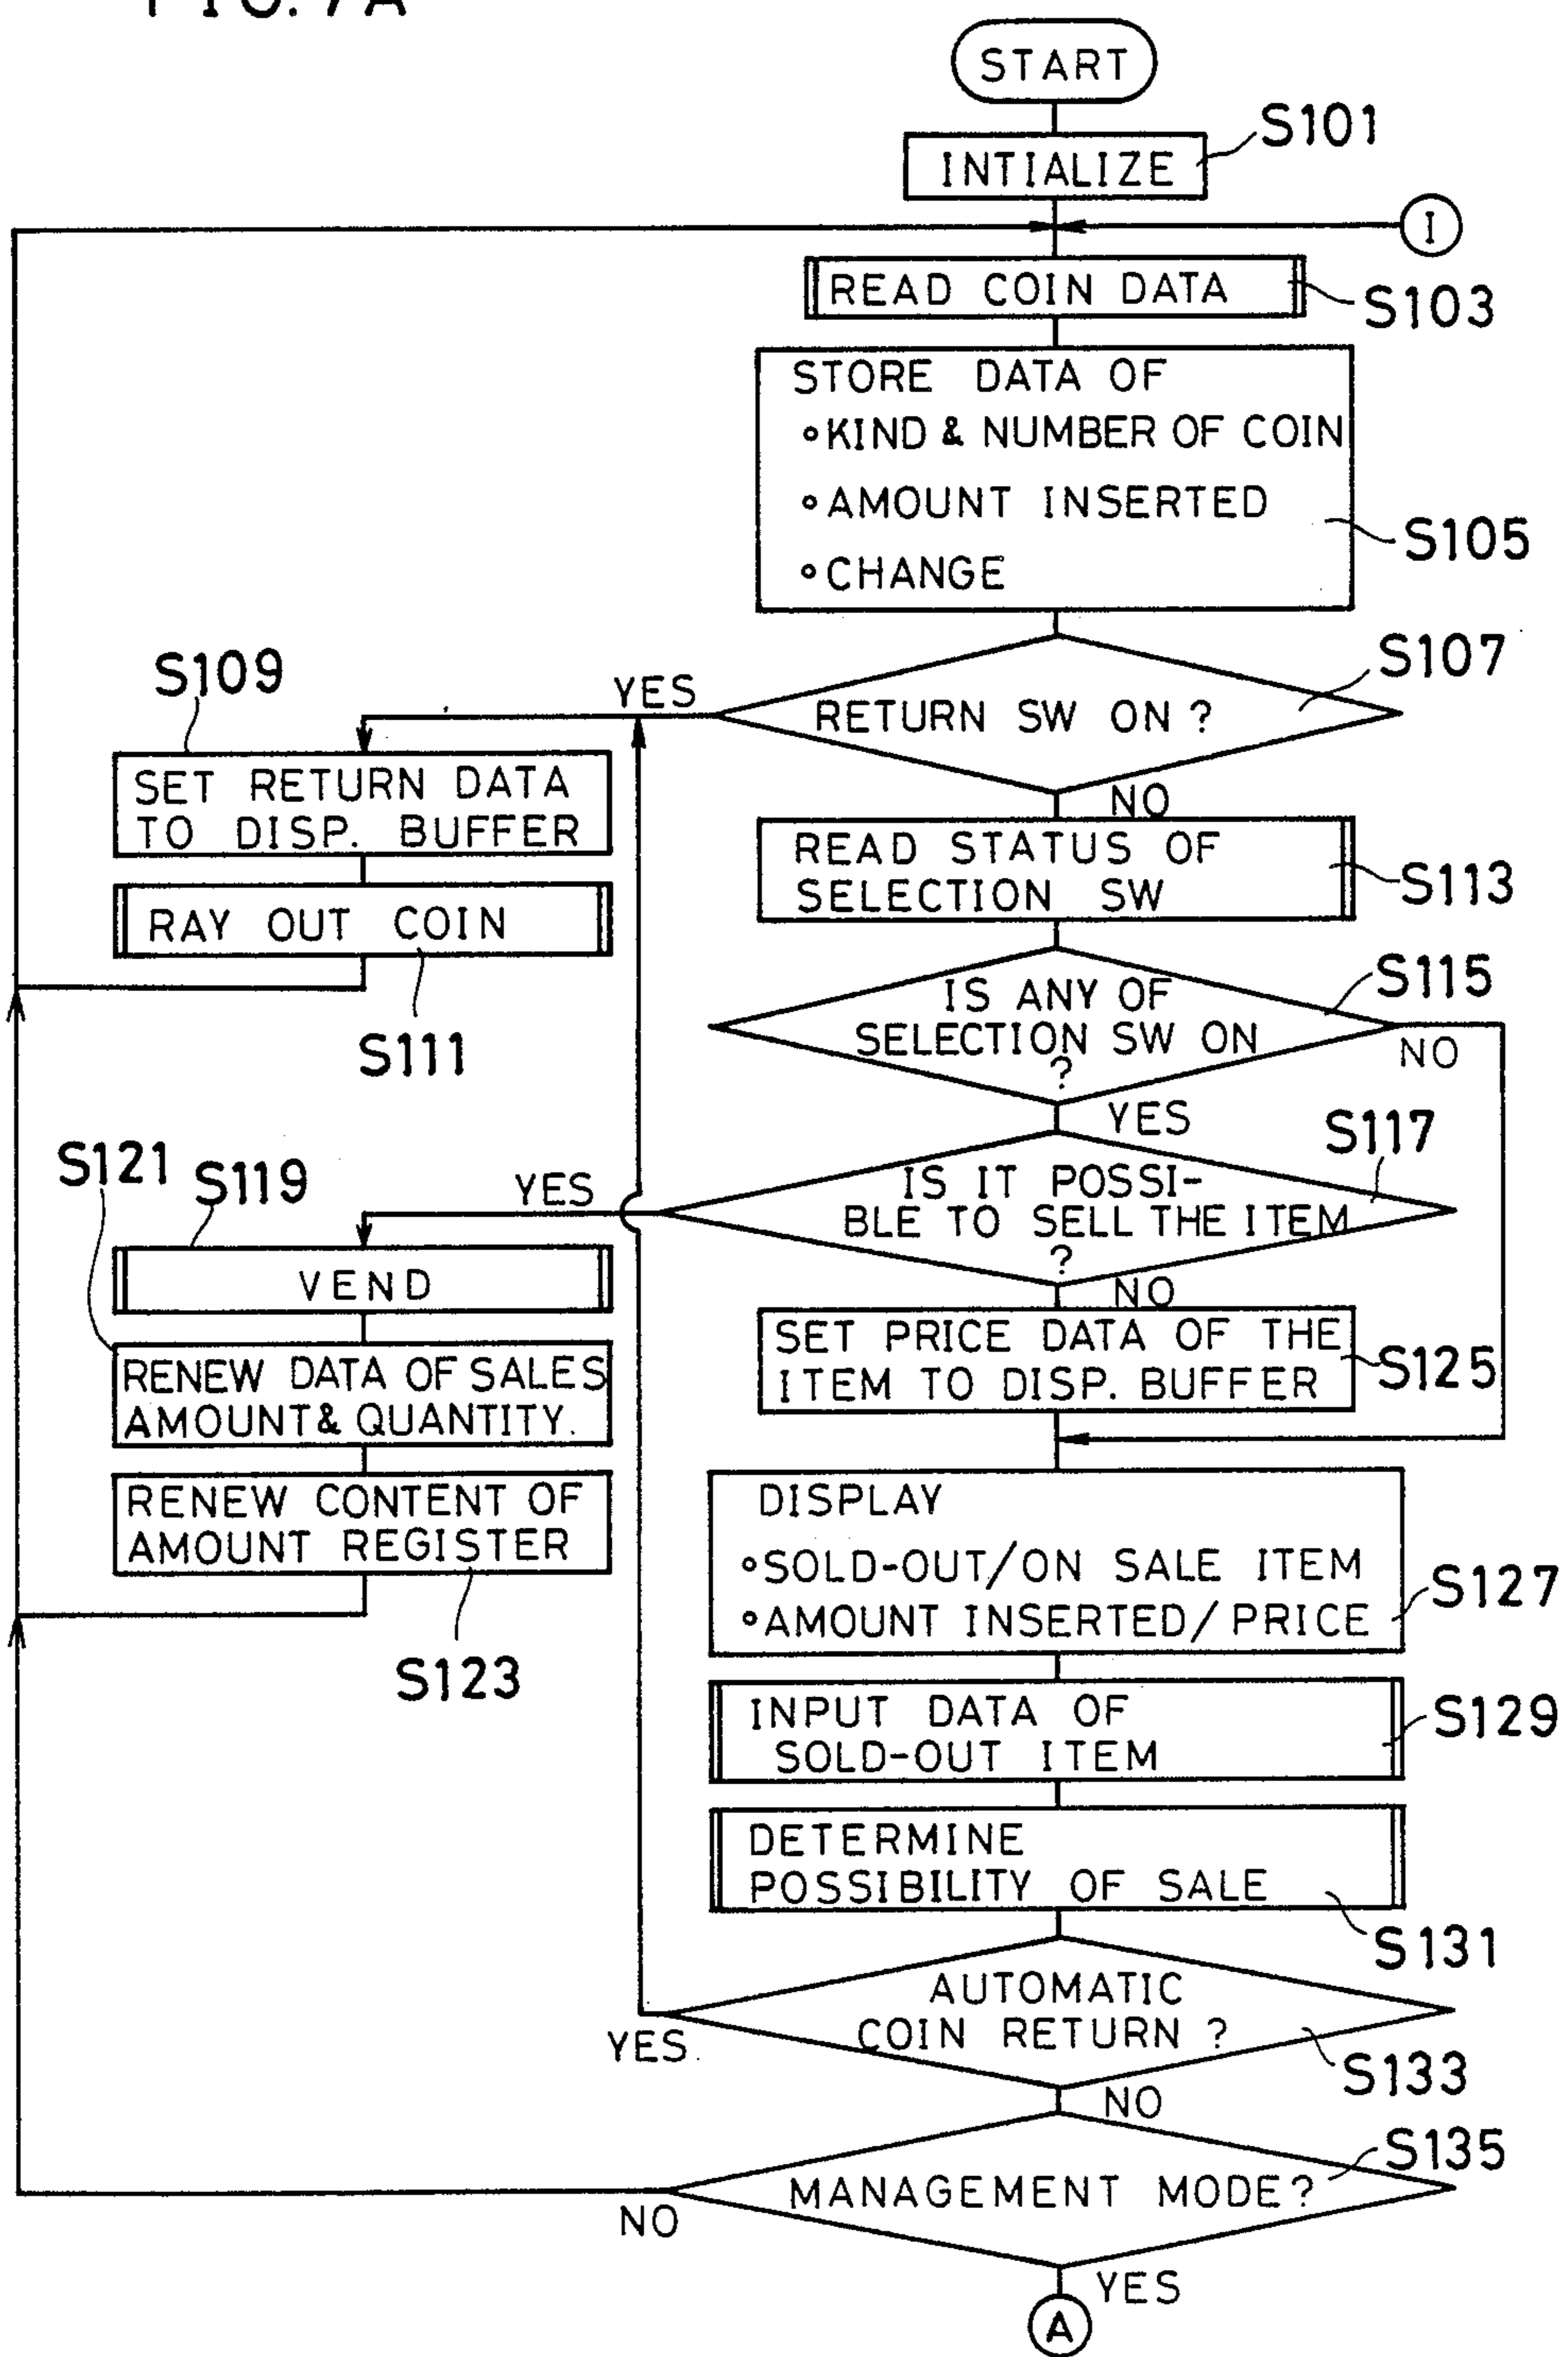 FIG. 7A
START
S101
INTIALIZE
I
READ COIN DATA
S103
STORE DATA OF
∘KIND & NUMBER OF COIN
∘AMOUNT INSERTED
∘CHANGE
S105
S107
RETURN SW ON ?
YES
NO
S109
SET RETURN DATA
TO DISP. BUFFER
RAY OUT COIN
S111
READ STATUS OF
SELECTION SW
S113
IS ANY OF
SELECTION SW ON
?
S115
NO
YES
S117
IS IT POSSI-
BLE TO SELL THE ITEM
?
YES
NO
S121
S119
VEND
RENEW DATA OF SALES
AMOUNT & QUANTITY.
RENEW CONTENT OF
AMOUNT REGISTER
S123
SET PRICE DATA OF THE
ITEM TO DISP. BUFFER
S125
DISPLAY
∘SOLD-OUT/ON SALE ITEM
∘AMOUNT INSERTED/PRICE
S127
INPUT DATA OF
SOLD-OUT ITEM
S129
DETERMINE
POSSIBILITY OF SALE
S131
AUTOMATIC
COIN RETURN ?
YES
S133
NO
S135
MANAGEMENT MODE?
NO
YES
A